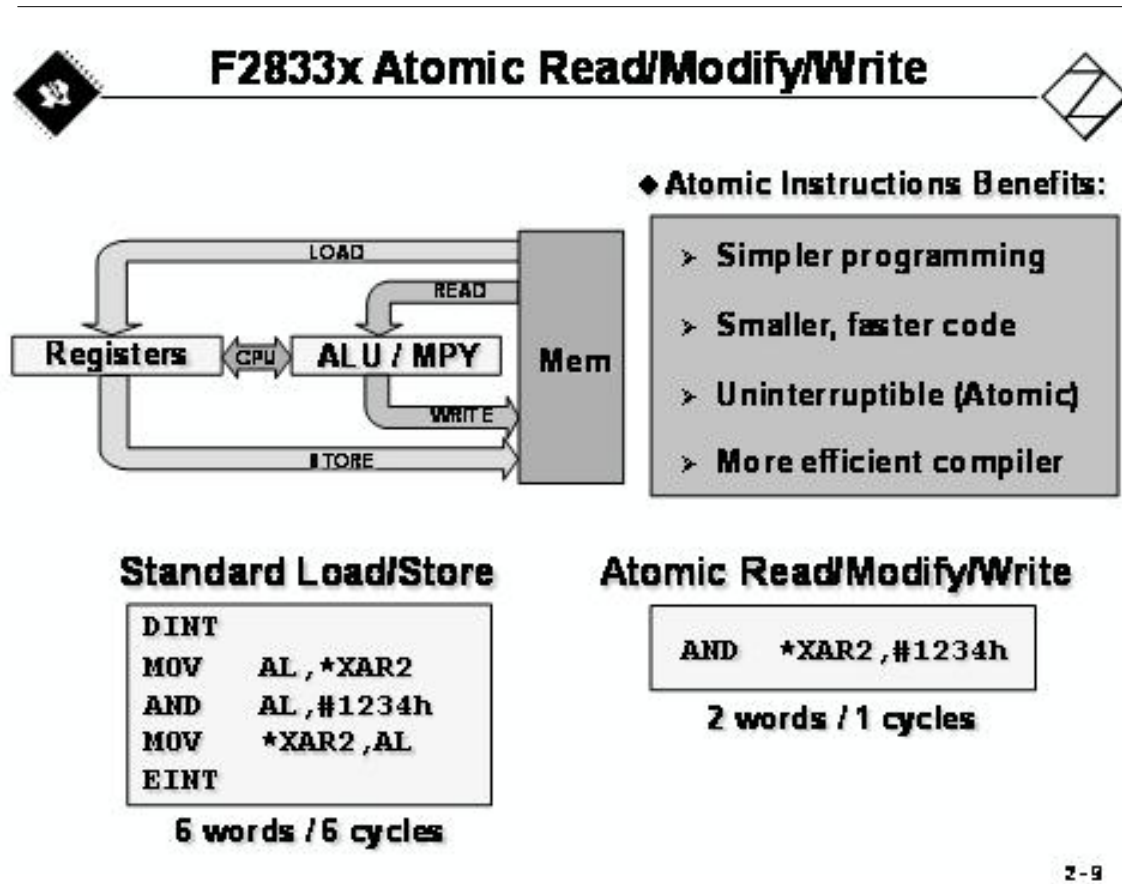 F2833x Atomic Read/Modify/Write
◆ Atomic Instructions Benefits:
➢ Simpler programming
➢ Smaller, faster code
➢ Uninterruptible (Atomic)
➢ More efficient compiler
LOAD
READ
Registers
CPU
ALU / MPY
Mem
WRITE
STORE
Standard Load/Store
DINT
MOV AL,*XAR2
AND AL,#1234h
MOV *XAR2,AL
EINT
6 words / 6 cycles
Atomic Read/Modify/Write
AND *XAR2,#1234h
2 words / 1 cycles
2 - 9